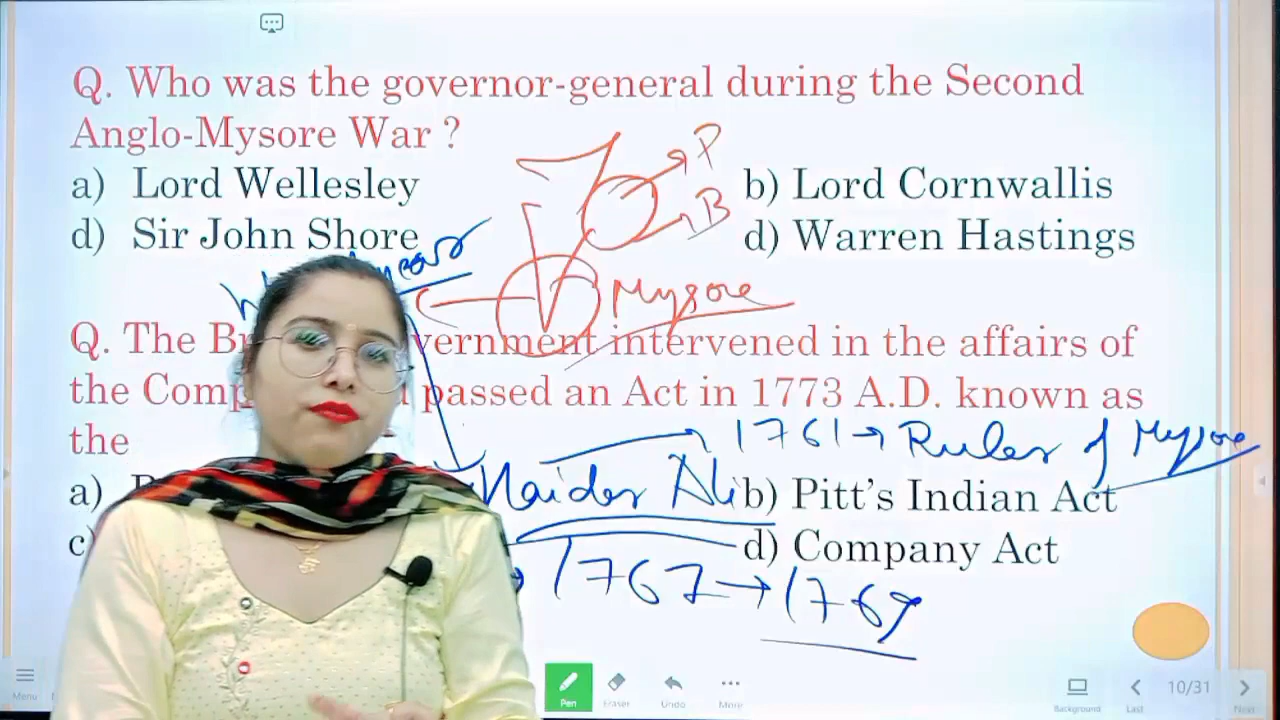 Q. Who was the governor-general during the Second
Anglo-Mysore War ?
a) Lord Wellesley
b) Lord Cornwallis
d) Sir John Shore
d) Warren Hastings
P
B
Mysore
Q. The Br vernment intervened in the affairs of
the Comp passed an Act in 1773 A.D. known as
the
1761 → Ruler of Mysore
a)
Haider Ali
b) Pitt's Indian Act
c)
d) Company Act
1767 → 1769
Menu
Pen
Eraser
Undo
More
Background
Last
10/31
Next